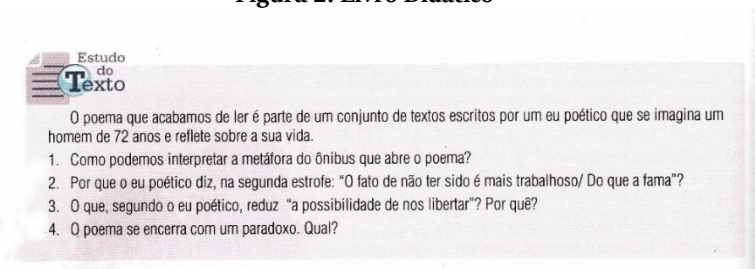 Figura 2: Livro Didático
Estudo
do
Texto
O poema que acabamos de ler é parte de um conjunto de textos escritos por um eu poético que se imagina um
homem de 72 anos e reflete sobre a sua vida.
1. Como podemos interpretar a metáfora do ônibus que abre o poema?
2. Por que o eu poético diz, na segunda estrofe: “O fato de não ter sido é mais trabalhoso/ Do que a fama”?
3. O que, segundo o eu poético, reduz “a possibilidade de nos libertar”? Por quê?
4. O poema se encerra com um paradoxo. Qual?